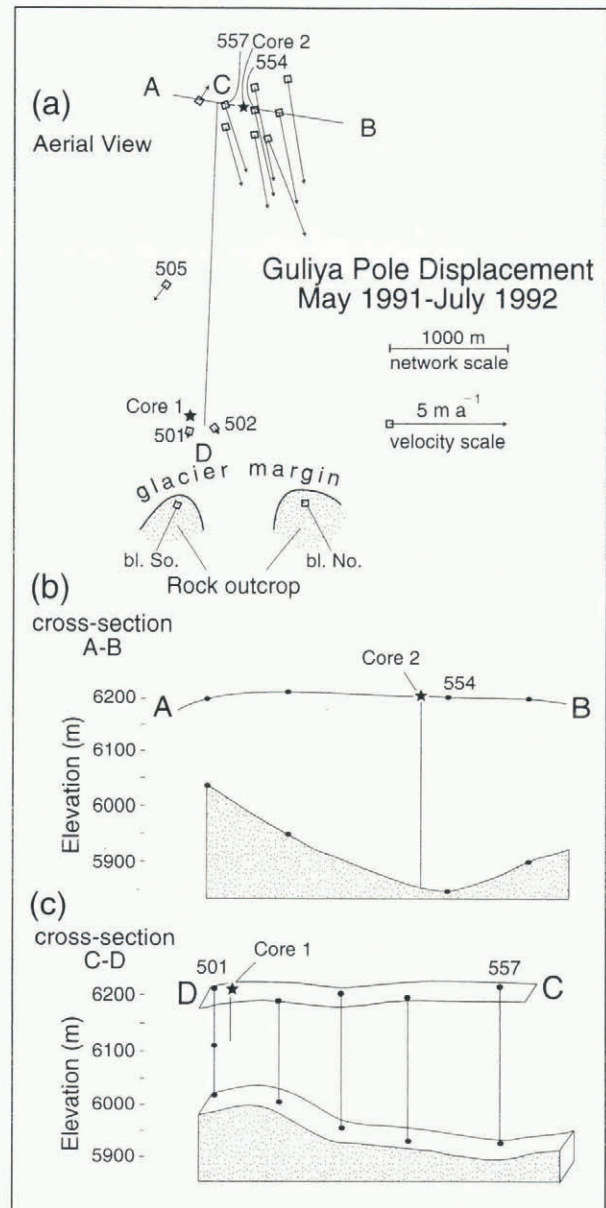 557 Core 2
554
A
C
B
(a)
Aerial View
505
Guliya Pole Displacement
May 1991-July 1992
1000 m
network scale
5 m a⁻¹
velocity scale
Core 1
501
502
D
glacier margin
bl. So.
bl. No.
Rock outcrop
(b)
cross-section
A-B
Core 2
554
A
B
6200 -
6100 -
6000 -
5900 -
Elevation (m)
(c)
cross-section
C-D
501
Core 1
557
D
C
6200 -
6100 -
6000 -
5900 -
Elevation (m)